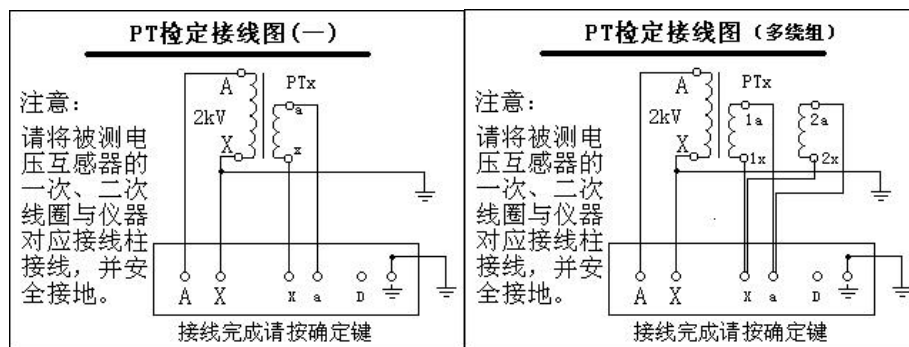 PT检定接线图(一)
注意:
请将被测电
压互感器的
一次、二次
线圈与仪器
对应接线柱
接线,并安
全接地。
A
PTx
2kV
a
X
x
A X x a D
接线完成请按确定键
PT检定接线图(多绕组)
注意:
请将被测电
压互感器的
一次、二次
线圈与仪器
对应接线柱
接线,并安
全接地。
A
PTx
2kV
1a 2a
X
1x 2x
A X x a D
接线完成请按确定键